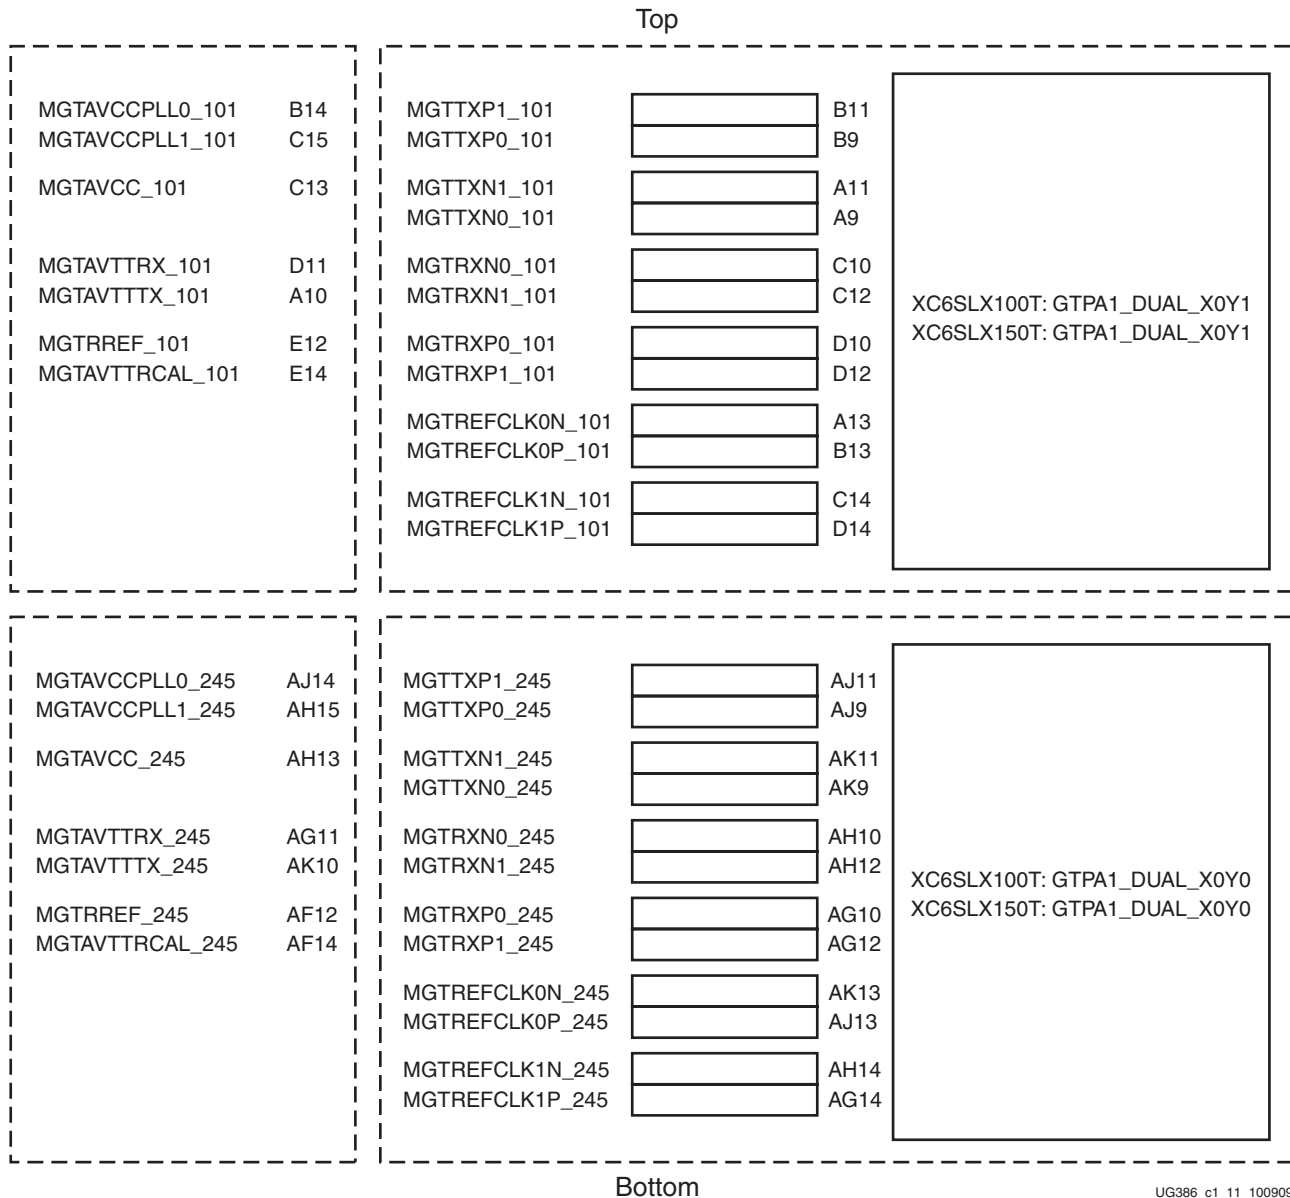 Top
MGTAVCCPLL0_101 B14
MGTAVCCPLL1_101 C15
MGTAVCC_101 C13
MGTAVTTRX_101 D11
MGTAVTTTX_101 A10
MGTRREF_101 E12
MGTAVTTRCAL_101 E14
MGTTXP1_101 B11
MGTTXP0_101 B9
MGTTXN1_101 A11
MGTTXN0_101 A9
MGTRXN0_101 C10
MGTRXN1_101 C12
MGTRXP0_101 D10
MGTRXP1_101 D12
MGTREFCLK0N_101 A13
MGTREFCLK0P_101 B13
MGTREFCLK1N_101 C14
MGTREFCLK1P_101 D14
XC6SLX100T: GTPA1_DUAL_X0Y1
XC6SLX150T: GTPA1_DUAL_X0Y1
MGTAVCCPLL0_245 AJ14
MGTAVCCPLL1_245 AH15
MGTAVCC_245 AH13
MGTAVTTRX_245 AG11
MGTAVTTTX_245 AK10
MGTRREF_245 AF12
MGTAVTTRCAL_245 AF14
MGTTXP1_245 AJ11
MGTTXP0_245 AJ9
MGTTXN1_245 AK11
MGTTXN0_245 AK9
MGTRXN0_245 AH10
MGTRXN1_245 AH12
MGTRXP0_245 AG10
MGTRXP1_245 AG12
MGTREFCLK0N_245 AK13
MGTREFCLK0P_245 AJ13
MGTREFCLK1N_245 AH14
MGTREFCLK1P_245 AG14
XC6SLX100T: GTPA1_DUAL_X0Y0
XC6SLX150T: GTPA1_DUAL_X0Y0
Bottom
UG386_c1_11_100909